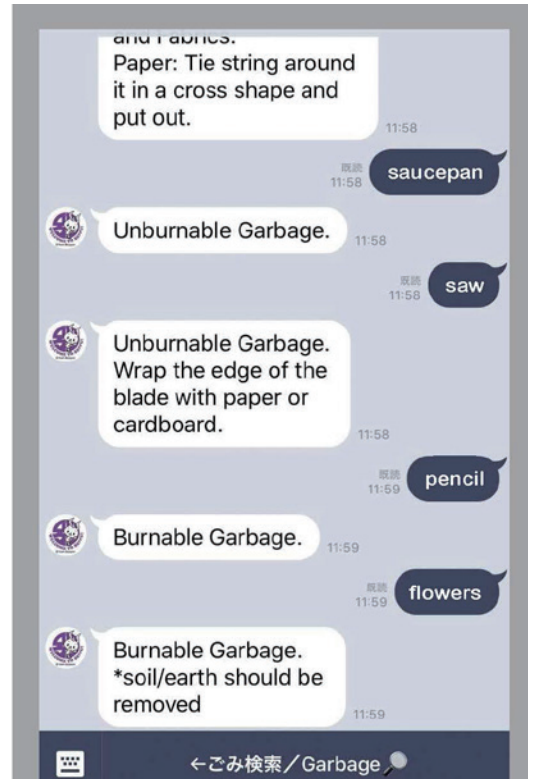 and Fabrics.
Paper: Tie string around
it in a cross shape and
put out.
11:58
既読
11:58
saucepan
Unburnable Garbage.
11:58
既読
11:58
saw
Unburnable Garbage.
Wrap the edge of the
blade with paper or
cardboard.
11:58
既読
11:59
pencil
Burnable Garbage.
11:59
既読
11:59
flowers
Burnable Garbage.
*soil/earth should be
removed
11:59
←ごみ検索/Garbage🔎